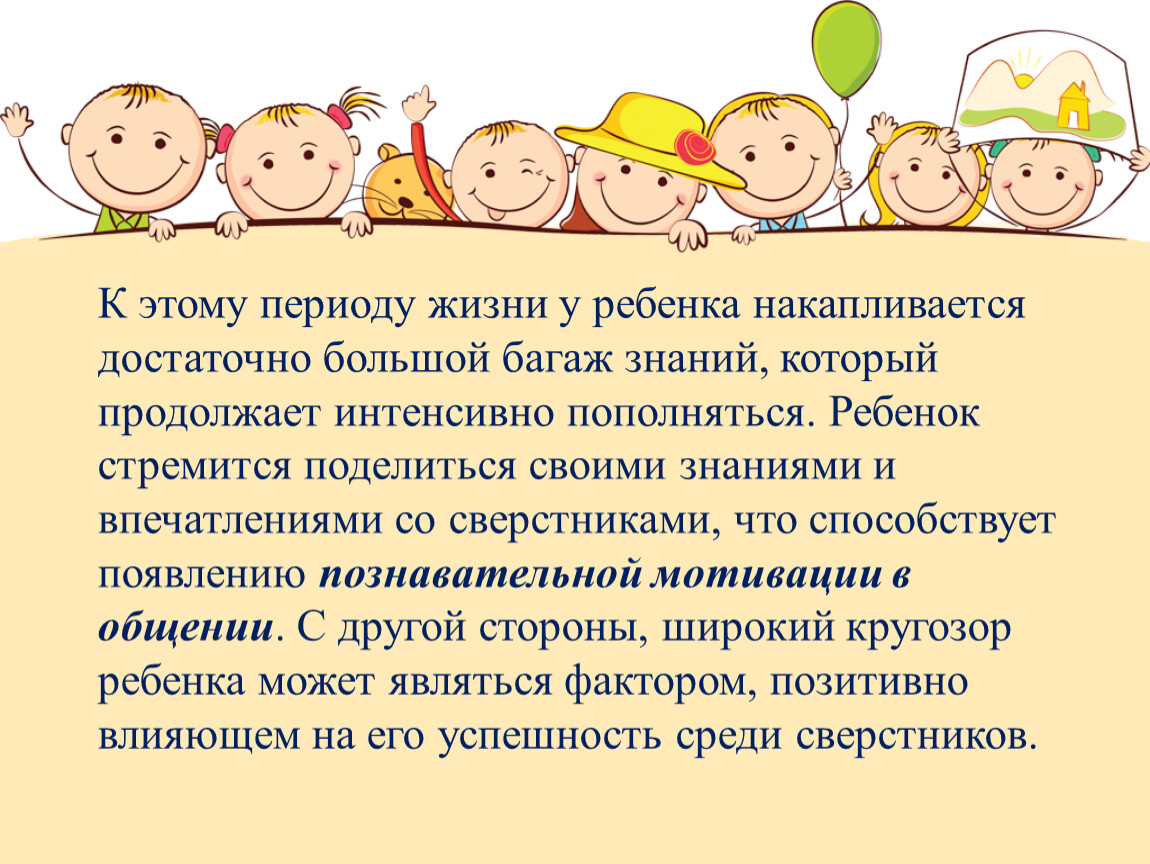 К этому периоду жизни у ребенка накапливается
достаточно большой багаж знаний, который
продолжает интенсивно пополняться. Ребенок
стремится поделиться своими знаниями и
впечатлениями со сверстниками, что способствует
появлению познавательной мотивации в
общении. С другой стороны, широкий кругозор
ребенка может являться фактором, позитивно
влияющем на его успешность среди сверстников.